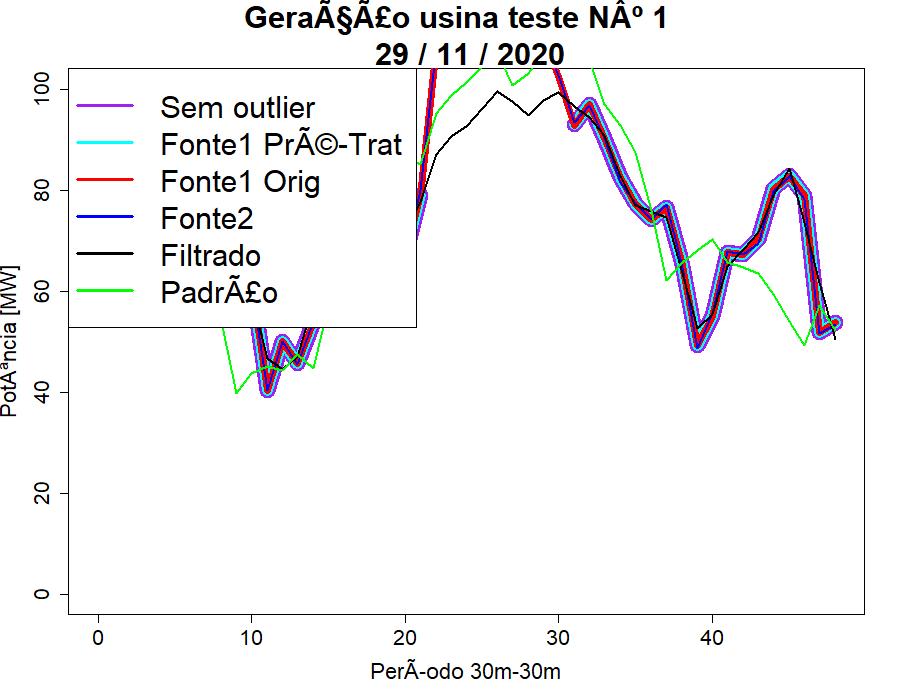 GeraÃ§Ã£o usina teste NÂº 1
29 / 11 / 2020
Sem outlier
Fonte1 PrÃ©-Trat
Fonte1 Orig
Fonte2
Filtrado
PadrÃ£o
PotÃªncia [MW]
100
80
60
40
20
0
0 10 20 30 40
PerÃ-odo 30m-30m